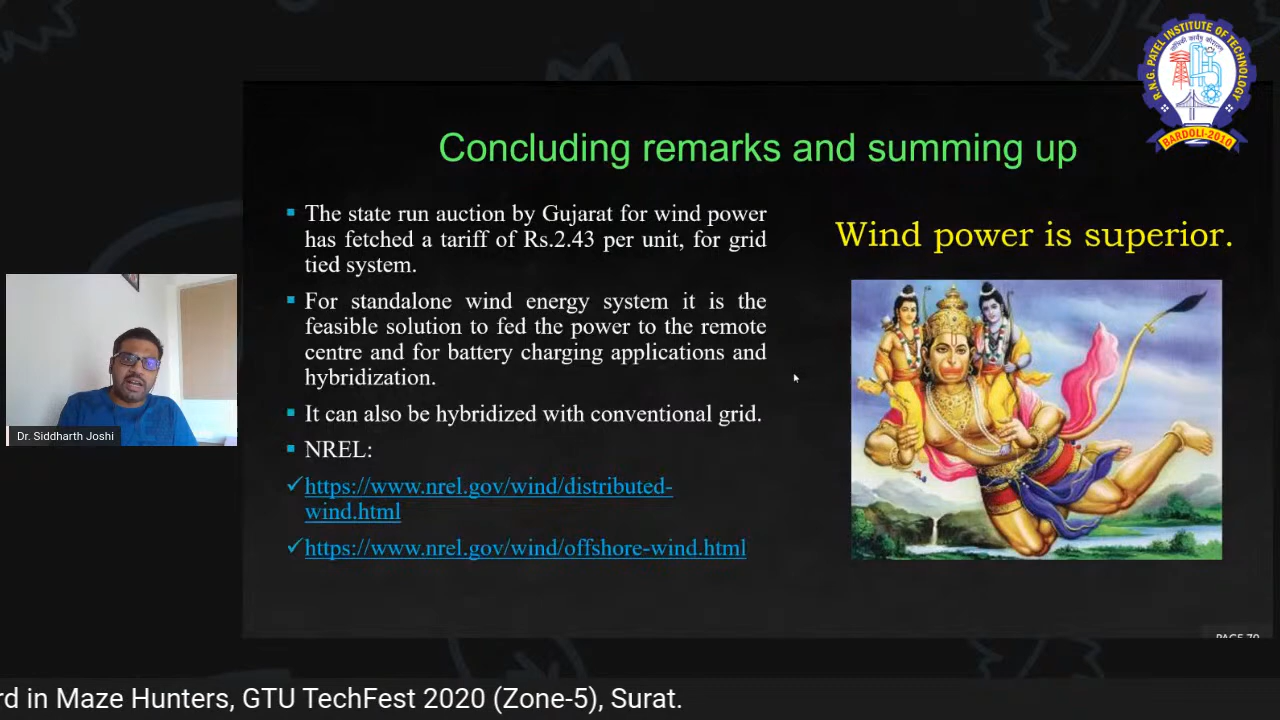 R.N.G. PATEL INSTITUTE OF TECHNOLOGY
BARDOLI-2010
Concluding remarks and summing up
▪ The state run auction by Gujarat for wind power
has fetched a tariff of Rs.2.43 per unit, for grid
tied system.
▪ For standalone wind energy system it is the
feasible solution to fed the power to the remote
centre and for battery charging applications and
hybridization.
▪ It can also be hybridized with conventional grid.
▪ NREL:
✓https://www.nrel.gov/wind/distributed-
wind.html
✓https://www.nrel.gov/wind/offshore-wind.html
Wind power is superior.
Dr. Siddharth Joshi
rd in Maze Hunters, GTU TechFest 2020 (Zone-5), Surat.